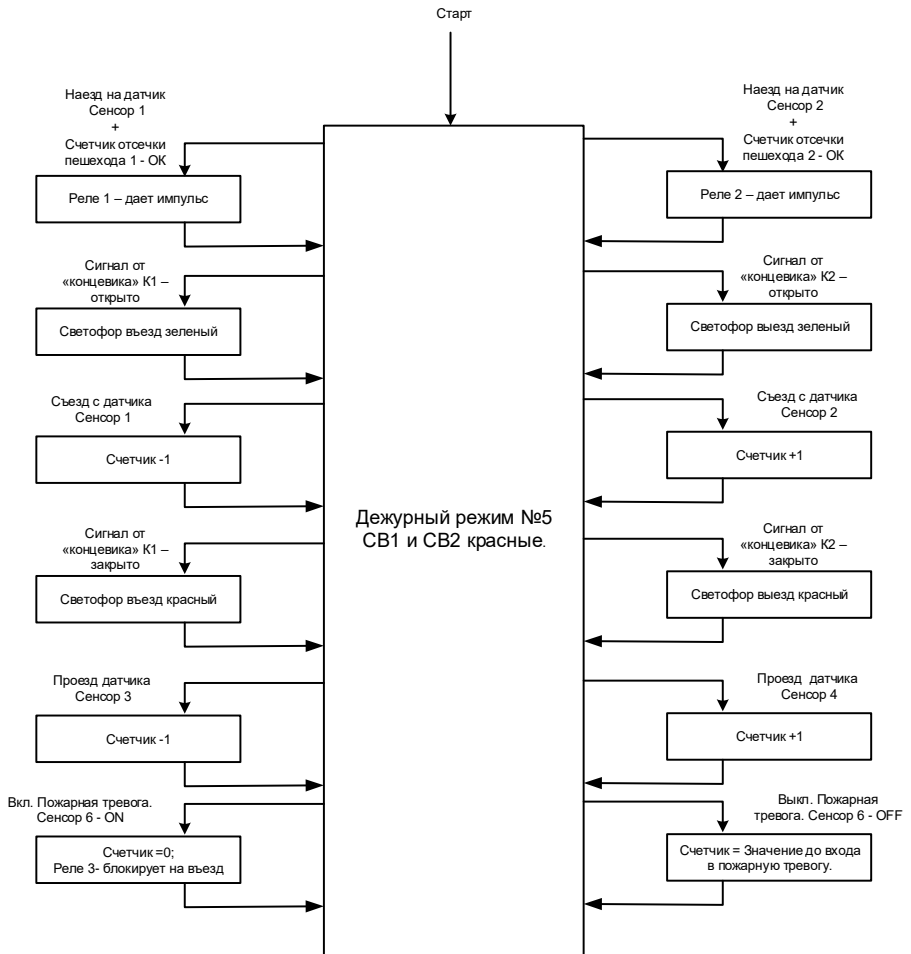 Старт
Наезд на датчик
Сенсор 1
+
Счетчик отсечки
пешехода 1 - ОК
Реле 1 – дает импульс
Сигнал от
«концевика» К1 –
открыто
Светофор въезд зеленый
Съезд с датчика
Сенсор 1
Счетчик -1
Сигнал от
«концевика» К1 –
закрыто
Светофор въезд красный
Проезд датчика
Сенсор 3
Счетчик -1
Вкл. Пожарная тревога.
Сенсор 6 - ON
Счетчик =0;
Реле 3- блокирует на въезд
Дежурный режим №5
СВ1 и СВ2 красные.
Наезд на датчик
Сенсор 2
+
Счетчик отсечки
пешехода 2 - ОК
Реле 2 – дает импульс
Сигнал от
«концевика» К2 –
открыто
Светофор выезд зеленый
Съезд с датчика
Сенсор 2
Счетчик +1
Сигнал от
«концевика» К2 –
закрыто
Светофор выезд красный
Проезд датчика
Сенсор 4
Счетчик +1
Выкл. Пожарная
тревога. Сенсор 6 - OFF
Счетчик = Значение до входа
в пожарную тревогу.